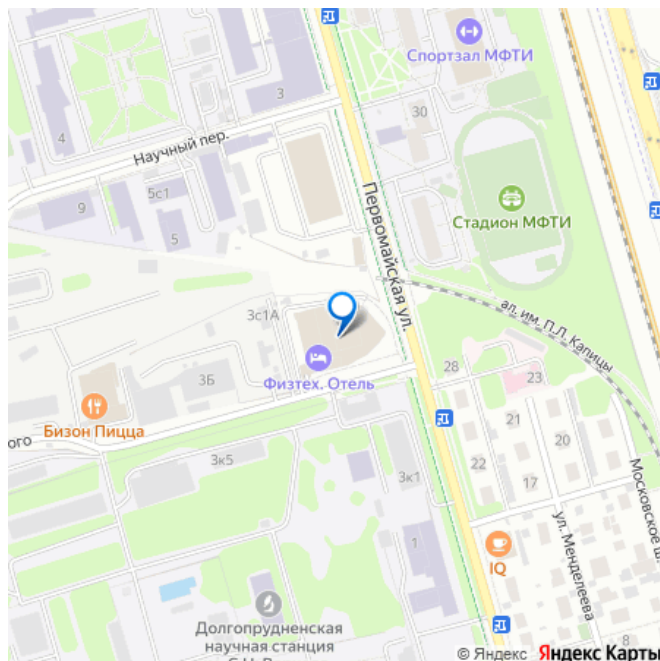 Спортзал МФТИ
3
30
4
Научный пер.
5с1
9
5
Первомайская ул.
Стадион МФТИ
3с1А
ал. им. П.Л. Капицы
Физтех. Отель
3Б
28
23
Бизон Пицца
ого
21
20
3к5
22
3к1
17
Московское ш.
ул. Менделеева
IQ
1
Долгопрудненская
научная станция
8
© Яндекс Яндекс Карты